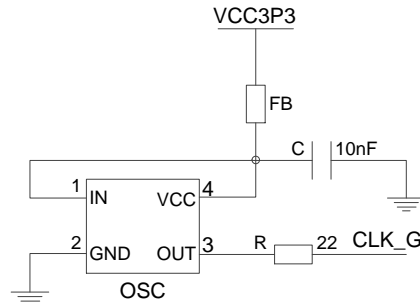 VCC3P3
FB
C 10nF
1 IN VCC 4
2 GND OUT 3 R 22 CLK_G
OSC